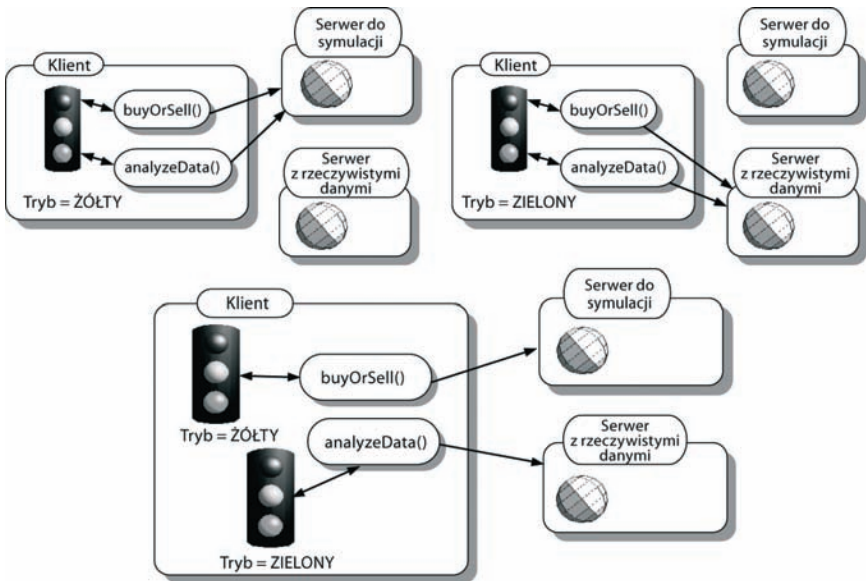 Klient
buyOrSell()
analyzeData()
Tryb = ŻÓŁTY
Serwer do
symulacji
Serwer
z rzeczywistymi
danymi
Klient
buyOrSell()
analyzeData()
Tryb = ZIELONY
Serwer do
symulacji
Serwer
z rzeczywistymi
danymi
Klient
buyOrSell()
Tryb = ŻÓŁTY
analyzeData()
Tryb = ZIELONY
Serwer do
symulacji
Serwer
z rzeczywistymi
danymi